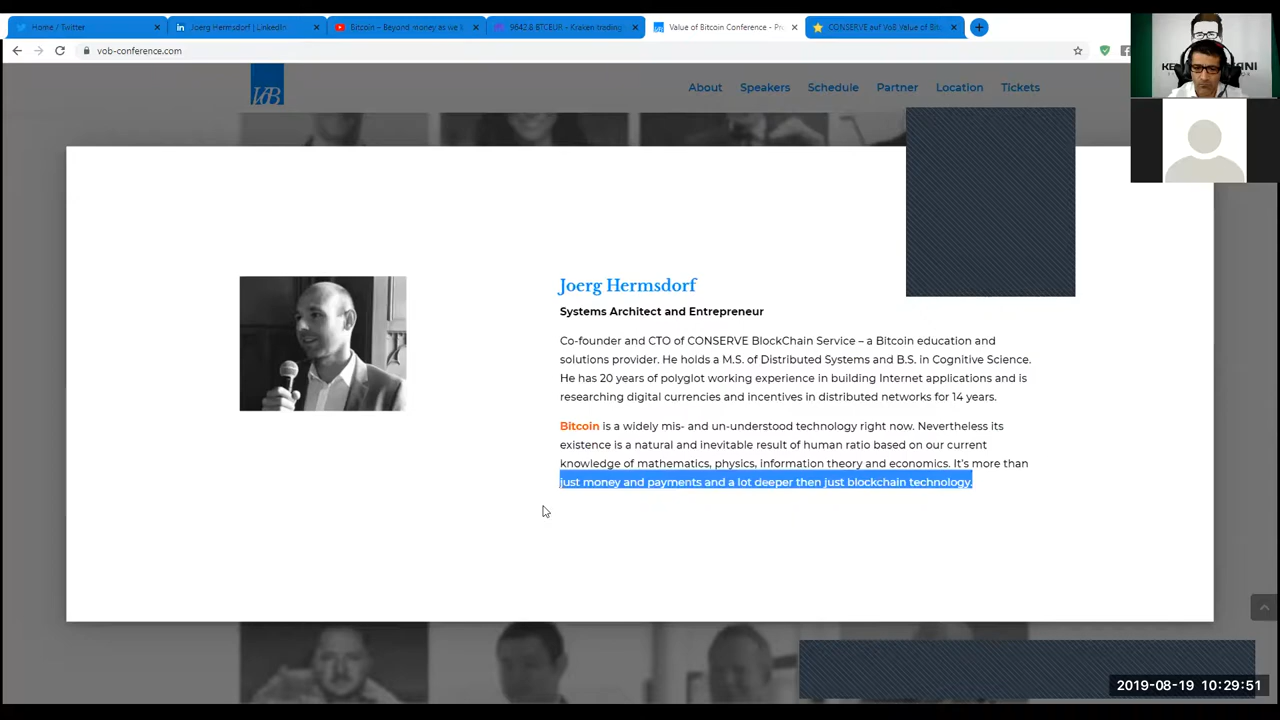 Home / Twitter
Joerg Hermsdorf | LinkedIn
Bitcoin – Beyond money as we k
9642.8 BTCEUR – Kraken trading
Value of Bitcoin Conference - Pr
CONSERVE auf VoB Value of Bit
vob-conference.com
VoB
About
Speakers
Schedule
Partner
Location
Tickets
Joerg Hermsdorf
Systems Architect and Entrepreneur
Co-founder and CTO of CONSERVE BlockChain Service – a Bitcoin education and
solutions provider. He holds a M.S. of Distributed Systems and B.S. in Cognitive Science.
He has 20 years of polyglot working experience in building Internet applications and is
researching digital currencies and incentives in distributed networks for 14 years.
Bitcoin is a widely mis- and un-understood technology right now. Nevertheless its
existence is a natural and inevitable result of human ratio based on our current
knowledge of mathematics, physics, information theory and economics. It's more than
just money and payments and a lot deeper then just blockchain technology.
2019-08-19 10:29:51